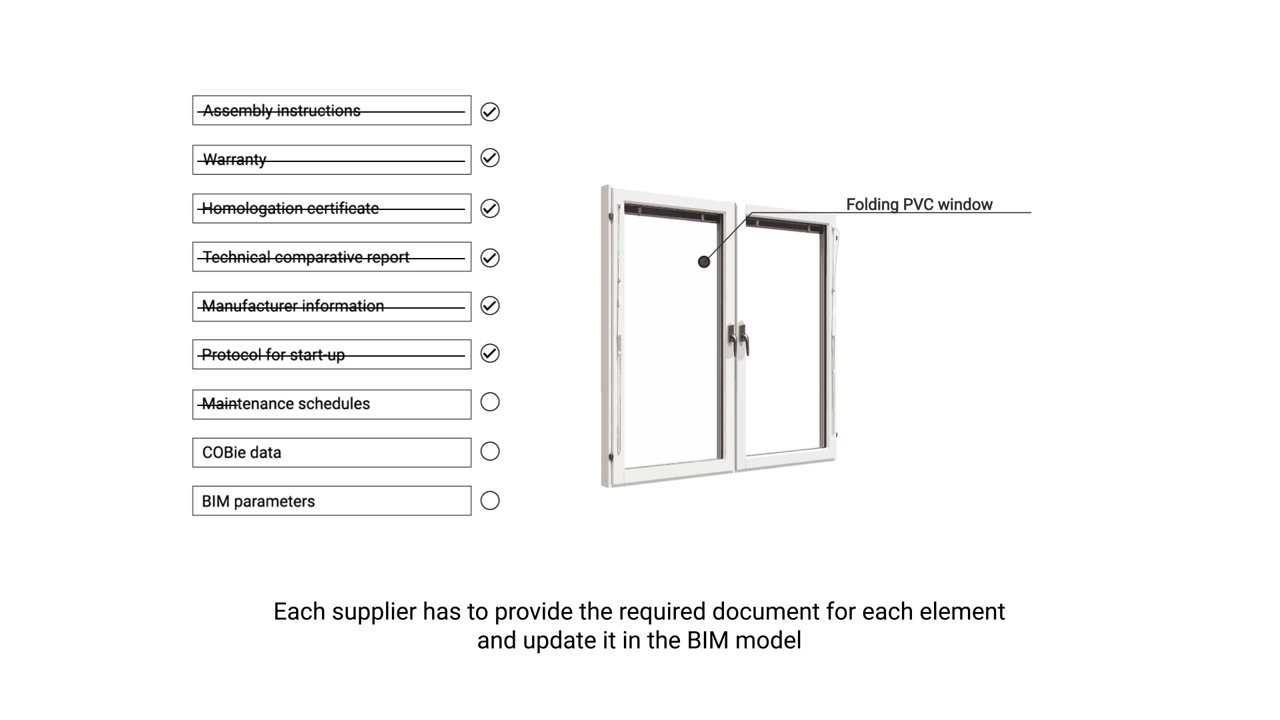 Assembly instructions
Warranty
Homologation certificate
Technical comparative report
Manufacturer information
Protocol for start-up
Maintenance schedules
COBie data
BIM parameters
Folding PVC window
Each supplier has to provide the required document for each element
and update it in the BIM model